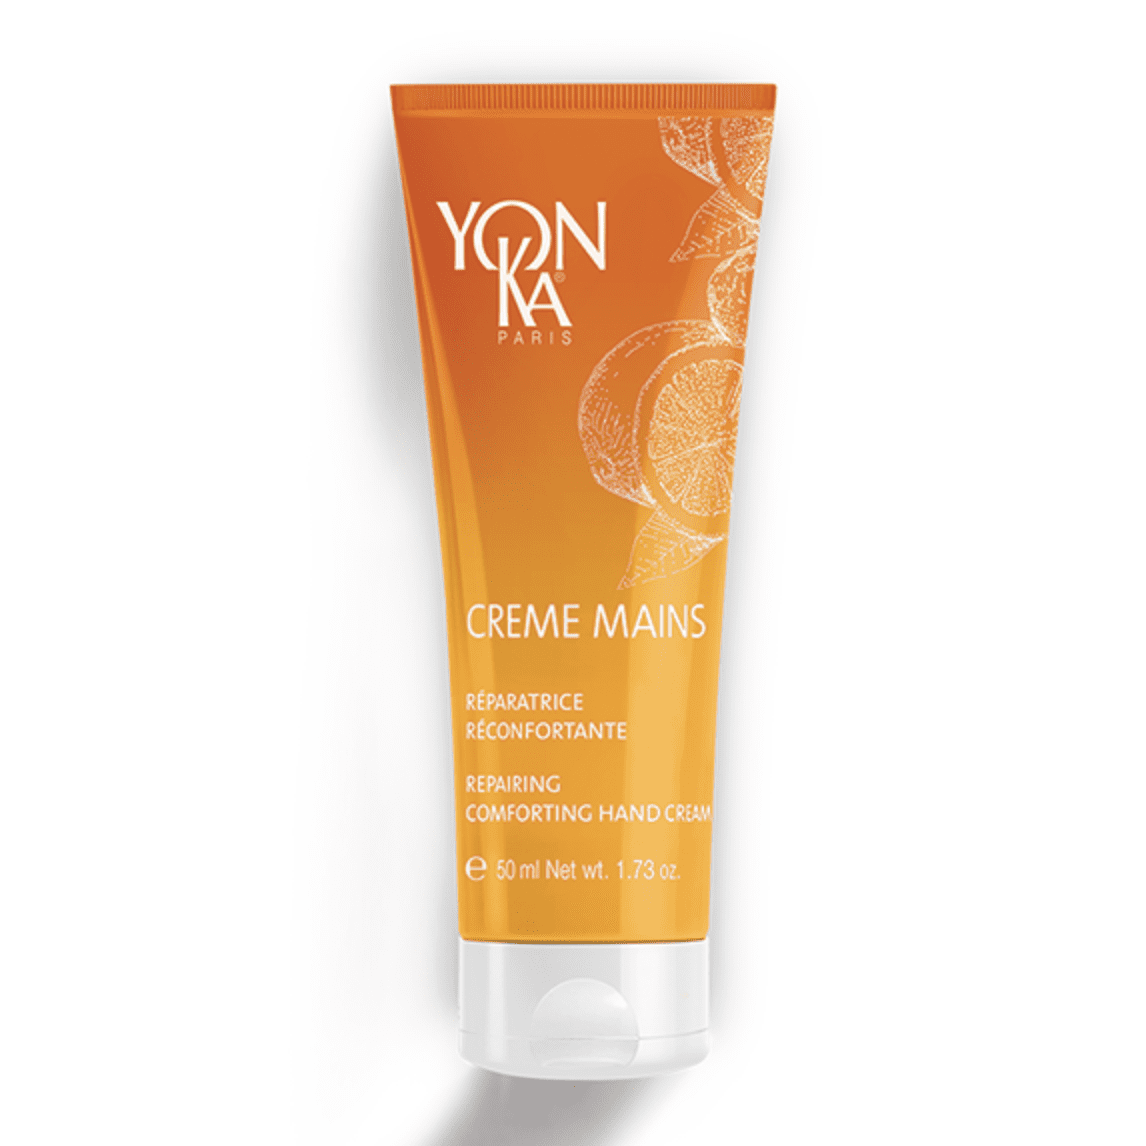 YON
KA®
PARIS
CREME MAINS
RÉPARATRICE
RÉCONFORTANTE
REPAIRING
COMFORTING HAND CREAM
℮ 50 ml Net wt. 1.73 oz.